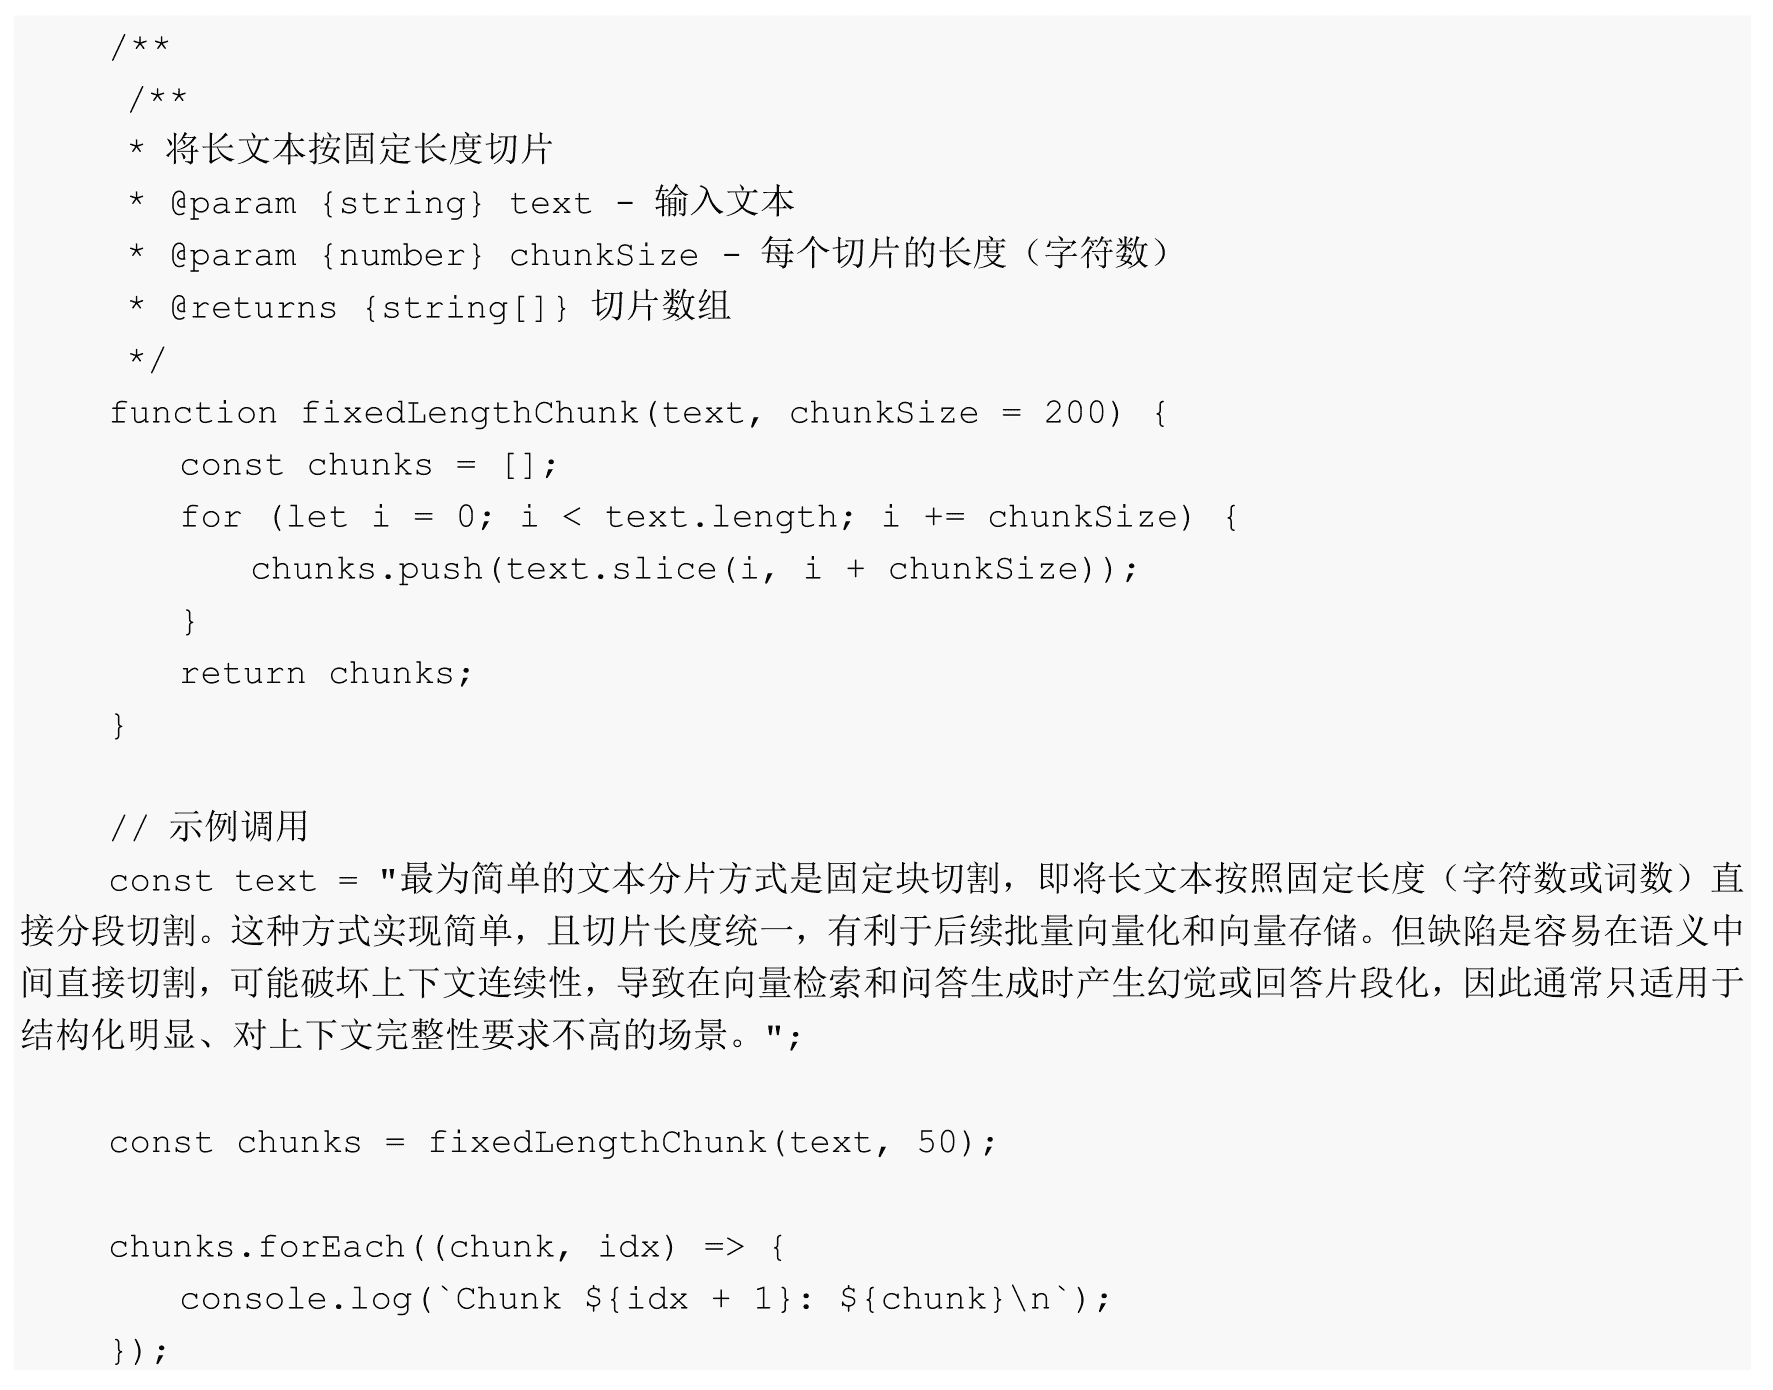 /**
/**
* 将长文本按固定长度切片
* @param {string} text - 输入文本
* @param {number} chunkSize - 每个切片的长度（字符数）
* @returns {string[]} 切片数组
*/
function fixedLengthChunk(text, chunkSize = 200) {
const chunks = [];
for (let i = 0; i < text.length; i += chunkSize) {
chunks.push(text.slice(i, i + chunkSize));
}
return chunks;
}
// 示例调用
const text = "最为简单的文本分片方式是固定块切割，即将长文本按照固定长度（字符数或词数）直
接分段切割。这种方式实现简单，且切片长度统一，有利于后续批量向量化和向量存储。但缺陷是容易在语义中
间直接切割，可能破坏上下文连续性，导致在向量检索和问答生成时产生幻觉或回答片段化，因此通常只适用于
结构化明显、对上下文完整性要求不高的场景。";
const chunks = fixedLengthChunk(text, 50);
chunks.forEach((chunk, idx) => {
console.log(`Chunk ${idx + 1}: ${chunk}\n`);
});